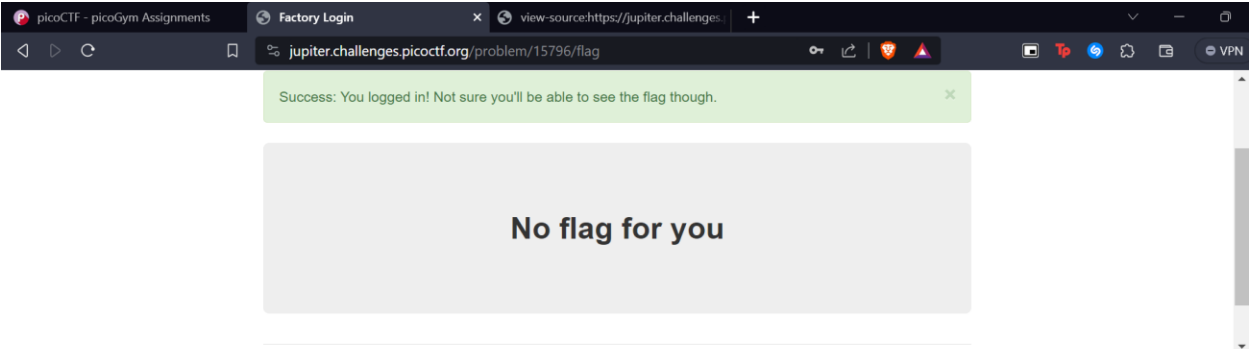 picoCTF - picoGym Assignments
Factory Login
view-source:https://jupiter.challenges.
jupiter.challenges.picoctf.org/problem/15796/flag
Tp
VPN
Success: You logged in! Not sure you'll be able to see the flag though.
No flag for you